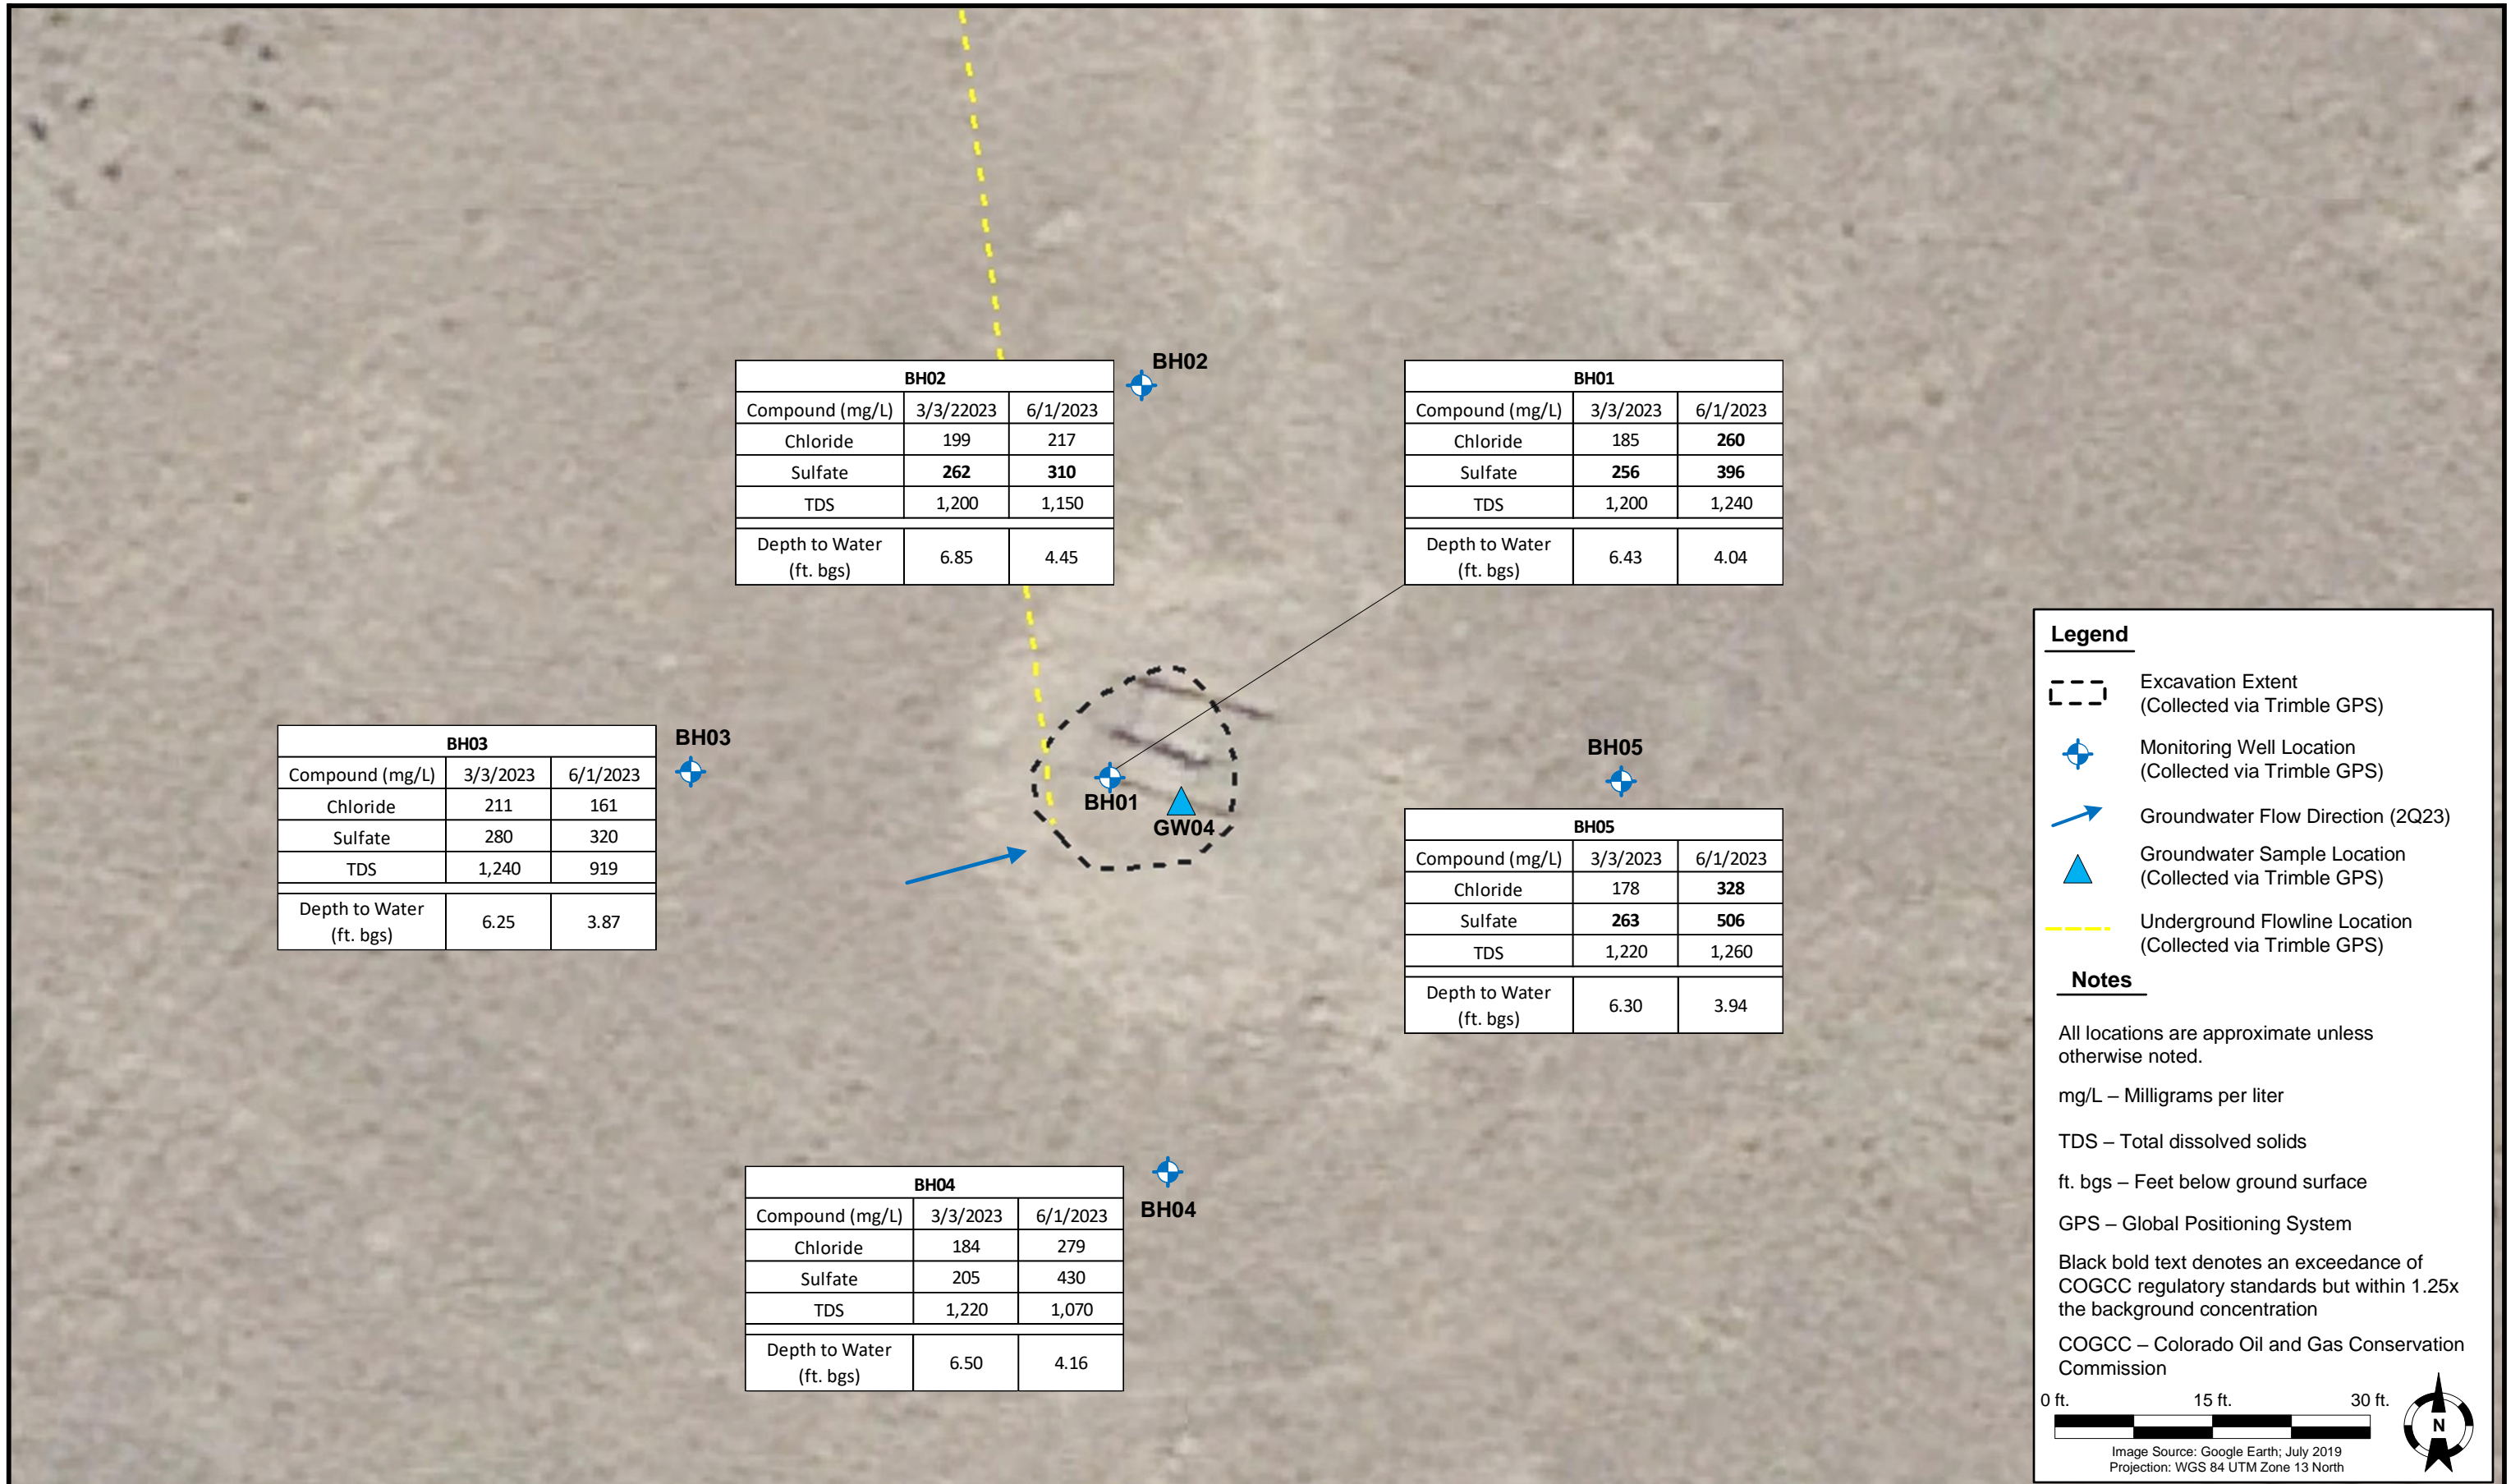 BH02
BH02
Compound (mg/L) 3/3/22023 6/1/2023
Chloride 199 217
Sulfate 262 310
TDS 1,200 1,150
Depth to Water
(ft. bgs) 6.85 4.45
BH01
Compound (mg/L) 3/3/2023 6/1/2023
Chloride 185 260
Sulfate 256 396
TDS 1,200 1,240
Depth to Water
(ft. bgs) 6.43 4.04
BH03
BH03
Compound (mg/L) 3/3/2023 6/1/2023
Chloride 211 161
Sulfate 280 320
TDS 1,240 919
Depth to Water
(ft. bgs) 6.25 3.87
BH01
GW04
BH05
BH05
Compound (mg/L) 3/3/2023 6/1/2023
Chloride 178 328
Sulfate 263 506
TDS 1,220 1,260
Depth to Water
(ft. bgs) 6.30 3.94
BH04
Compound (mg/L) 3/3/2023 6/1/2023
Chloride 184 279
Sulfate 205 430
TDS 1,220 1,070
Depth to Water
(ft. bgs) 6.50 4.16
BH04
Legend
Excavation Extent
(Collected via Trimble GPS)
Monitoring Well Location
(Collected via Trimble GPS)
Groundwater Flow Direction (2Q23)
Groundwater Sample Location
(Collected via Trimble GPS)
Underground Flowline Location
(Collected via Trimble GPS)
Notes
All locations are approximate unless
otherwise noted.
mg/L – Milligrams per liter
TDS – Total dissolved solids
ft. bgs – Feet below ground surface
GPS – Global Positioning System
Black bold text denotes an exceedance of
COGCC regulatory standards but within 1.25x
the background concentration
COGCC – Colorado Oil and Gas Conservation
Commission
0 ft. 15 ft. 30 ft.
N
Image Source: Google Earth; July 2019
Projection: WGS 84 UTM Zone 13 North